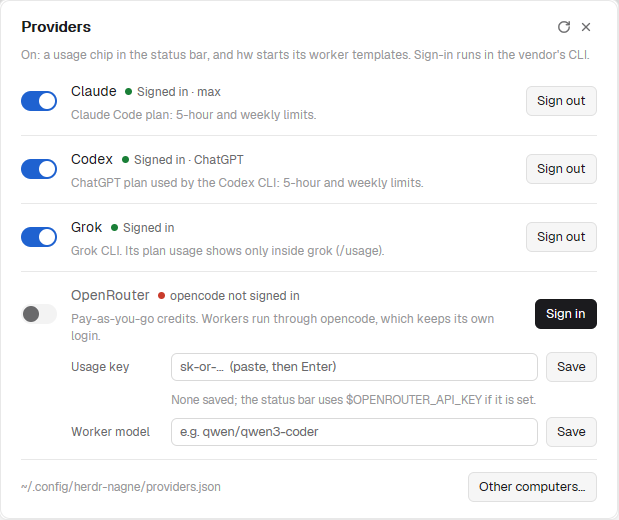 Providers
On: a usage chip in the status bar, and hw starts its worker templates. Sign-in runs in the vendor's CLI.
Claude Signed in · max
Sign out
Claude Code plan: 5-hour and weekly limits.
Codex Signed in · ChatGPT
Sign out
ChatGPT plan used by the Codex CLI: 5-hour and weekly limits.
Grok Signed in
Sign out
Grok CLI. Its plan usage shows only inside grok (/usage).
OpenRouter opencode not signed in
Sign in
Pay-as-you-go credits. Workers run through opencode, which keeps its own
login.
Usage key sk-or-… (paste, then Enter) Save
None saved; the status bar uses $OPENROUTER_API_KEY if it is set.
Worker model e.g. qwen/qwen3-coder Save
~/.config/herdr-nagne/providers.json Other computers…